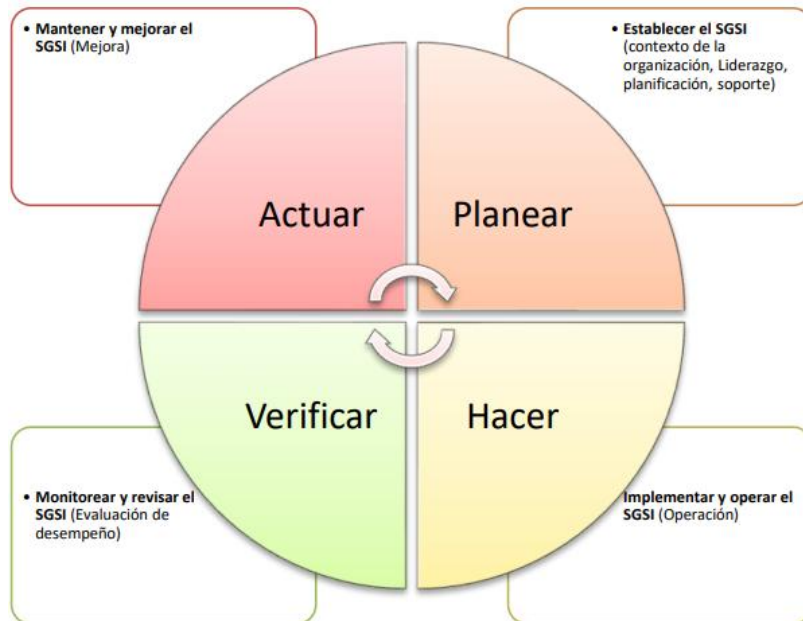 • Mantener y mejorar el
SGSI (Mejora)
• Establecer el SGSI
(contexto de la
organización, Liderazgo,
planificación, soporte)
Actuar
Planear
Verificar
Hacer
• Monitorear y revisar el
SGSI (Evaluación de
desempeño)
Implementar y operar el
SGSI (Operación)